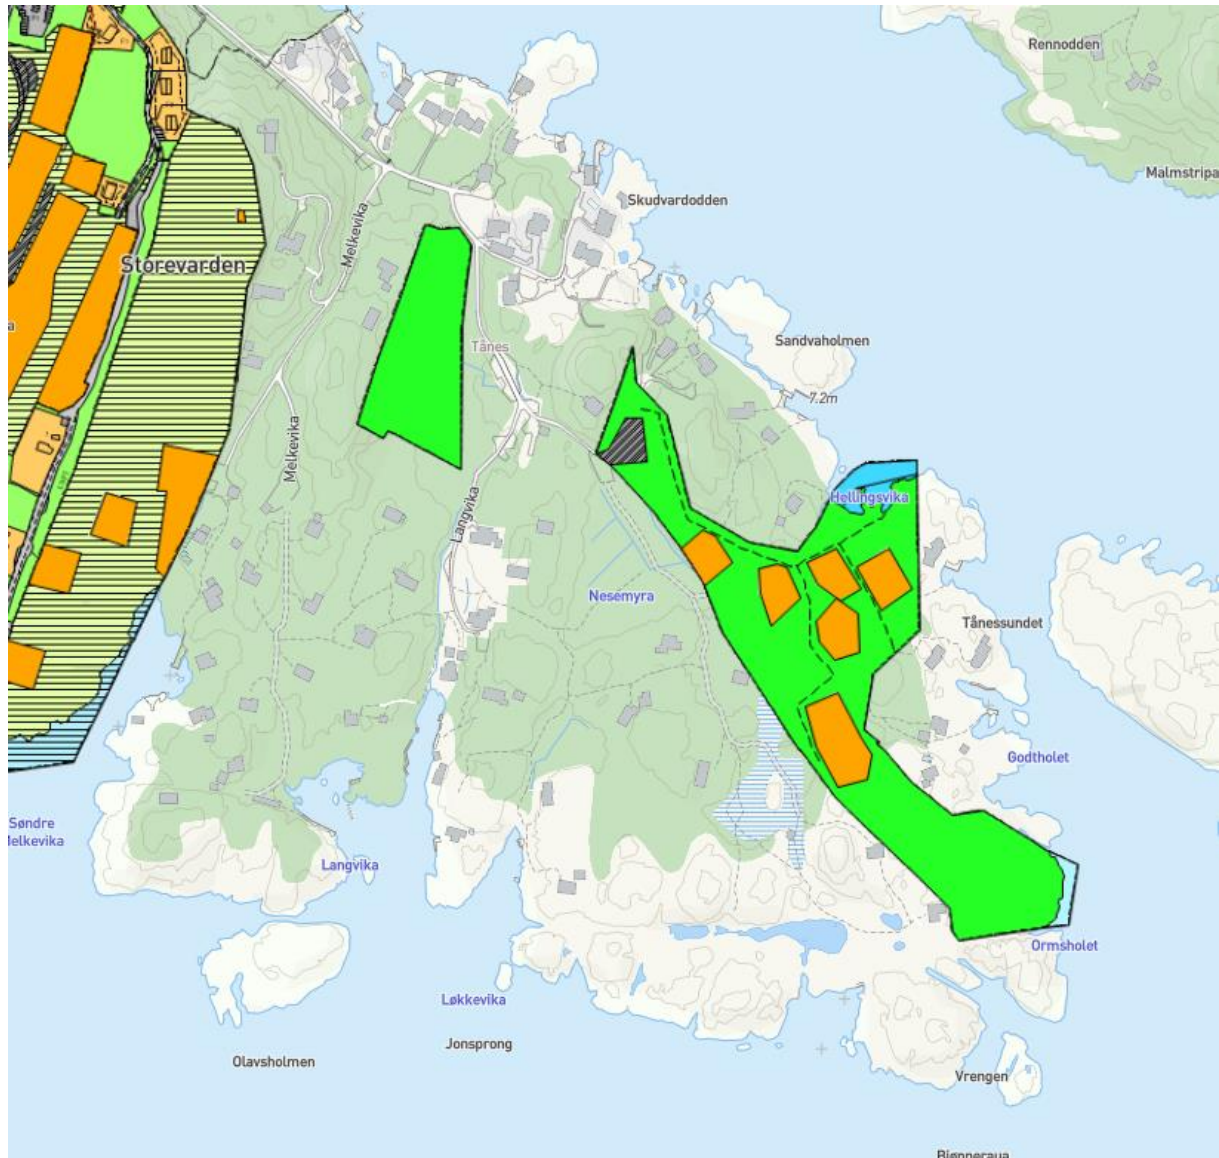 Rennodden
Malmstripa
Skudvardodden
Melkevika
Storevarden
a
Tånes
Sandvaholmen
7.2m
Melkevika
Langvika
Hellingsvika
Nesemyra
Tånessundet
Godtholet
Søndre
Melkevika
Langvika
Ormsholet
Løkkevika
Jonsprong
Olavsholmen
Vrengen